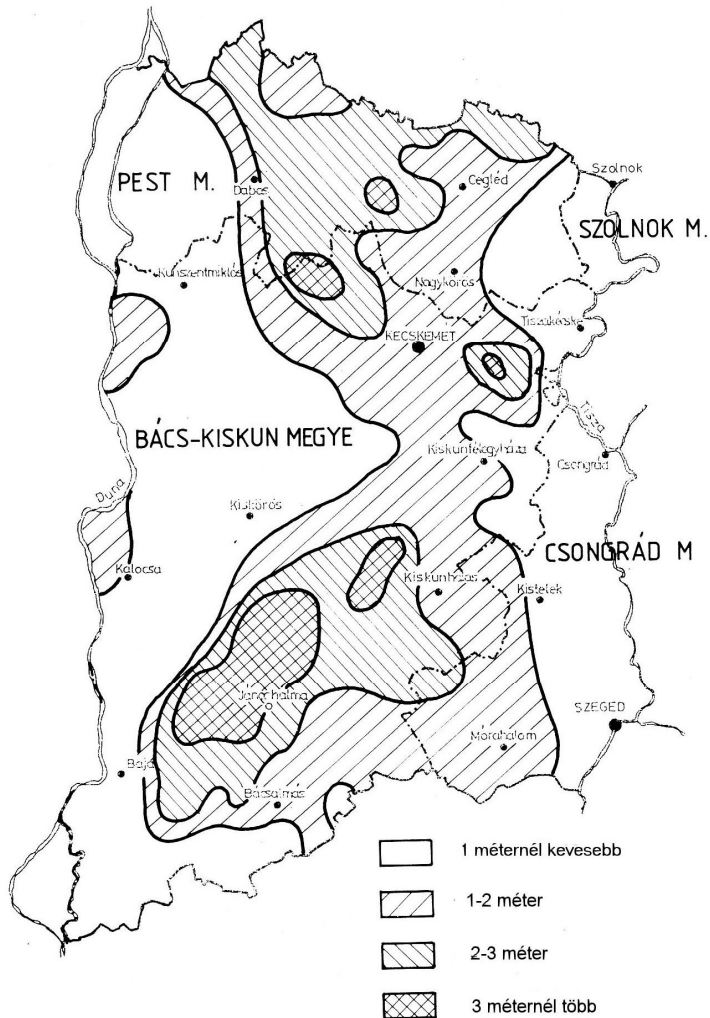 PEST M.
Dabas
Cegléd
Szolnok
SZOLNOK M.
Kunszentmiklós
Nagykőrös
Tiszakécske
KECSKEMÉT
BÁCS-KISKUN MEGYE
Tisza
Kiskunfélegyháza
Csongrád
Duna
Kiskőrös
CSONGRÁD M
Kalocsa
Kiskunhalas
Kistelek
Jánoshalma
SZEGED
Mórahalom
Baja
Bácsalmás
1 méternél kevesebb
1-2 méter
2-3 méter
3 méternél több